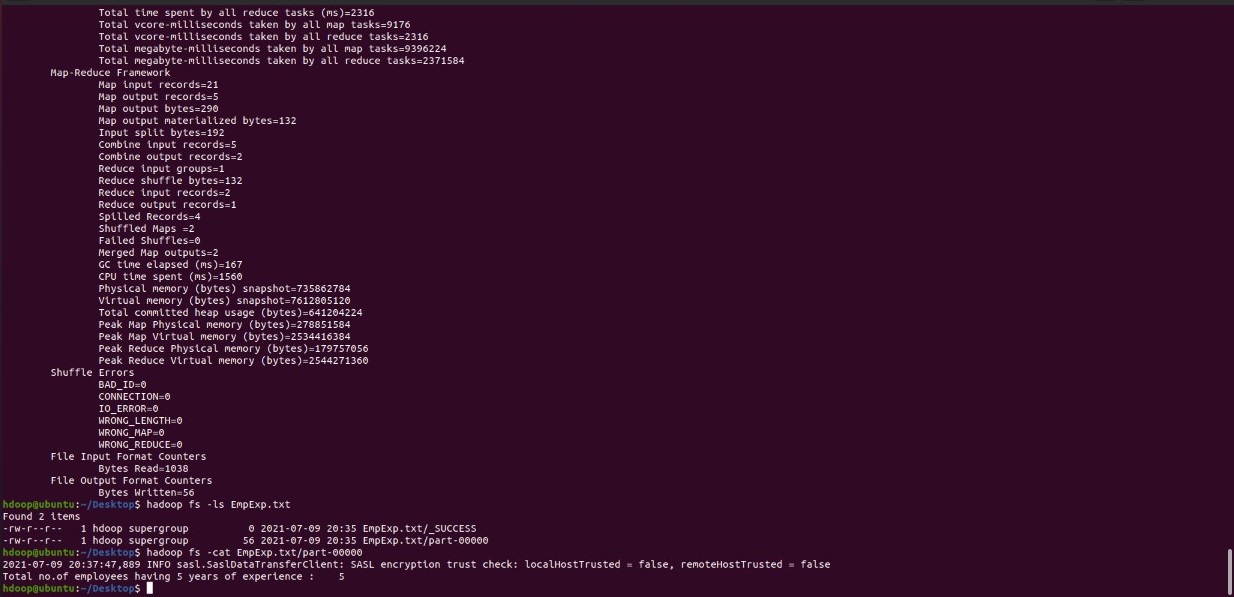 Total time spent by all reduce tasks (ms)=2316
Total vcore-milliseconds taken by all map tasks=9176
Total vcore-milliseconds taken by all reduce tasks=2316
Total megabyte-milliseconds taken by all map tasks=9396224
Total megabyte-milliseconds taken by all reduce tasks=2371584
Map-Reduce Framework
Map input records=21
Map output records=5
Map output bytes=290
Map output materialized bytes=132
Input split bytes=192
Combine input records=5
Combine output records=2
Reduce input groups=1
Reduce shuffle bytes=132
Reduce input records=2
Reduce output records=1
Spilled Records=4
Shuffled Maps =2
Failed Shuffles=0
Merged Map outputs=2
GC time elapsed (ms)=167
CPU time spent (ms)=1560
Physical memory (bytes) snapshot=735862784
Virtual memory (bytes) snapshot=7612805120
Total committed heap usage (bytes)=641204224
Peak Map Physical memory (bytes)=278851584
Peak Map Virtual memory (bytes)=2534416384
Peak Reduce Physical memory (bytes)=179757056
Peak Reduce Virtual memory (bytes)=2544271360
Shuffle Errors
BAD_ID=0
CONNECTION=0
IO_ERROR=0
WRONG_LENGTH=0
WRONG_MAP=0
WRONG_REDUCE=0
File Input Format Counters
Bytes Read=1038
File Output Format Counters
Bytes Written=56
hdoop@ubuntu:~/Desktop$ hadoop fs -ls EmpExp.txt
Found 2 items
-rw-r--r--   1 hdoop supergroup          0 2021-07-09 20:35 EmpExp.txt/_SUCCESS
-rw-r--r--   1 hdoop supergroup         56 2021-07-09 20:35 EmpExp.txt/part-00000
hdoop@ubuntu:~/Desktop$ hadoop fs -cat EmpExp.txt/part-00000
2021-07-09 20:37:47,889 INFO sasl.SaslDataTransferClient: SASL encryption trust check: localHostTrusted = false, remoteHostTrusted = false
Total no.of employees having 5 years of experience :    5
hdoop@ubuntu:~/Desktop$